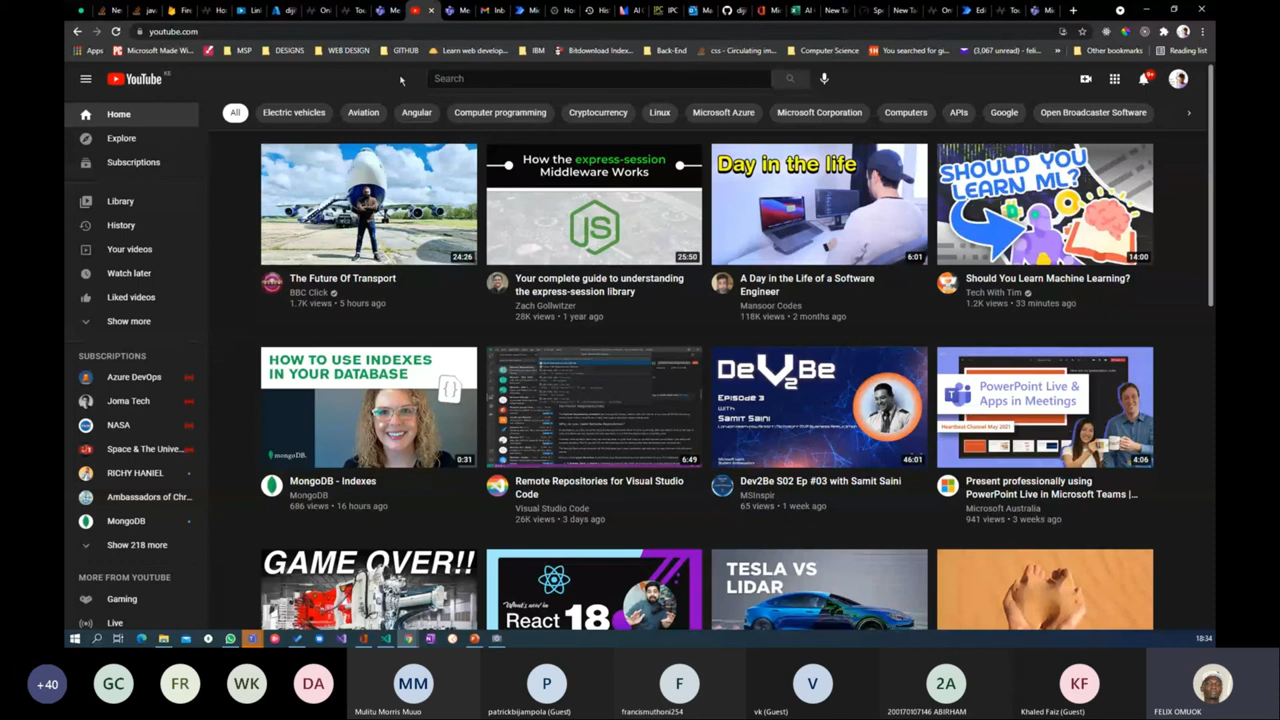 youtube.com
Apps
Microsoft Made Wi...
MSP
DESIGNS
WEB DESIGN
GITHUB
Learn web develop...
IBM
Bitdownload Index...
Back-End
css - Circulating im...
Computer Science
You searched for gi...
(3,067 unread) - fel...
»
Other bookmarks
Reading list
YouTube KE
Search
9+
Home
Explore
Subscriptions
Library
History
Your videos
Watch later
Liked videos
Show more
SUBSCRIPTIONS
Azure DevOps
Joma Tech
NASA
Space & The Unive...
RICHY HANIEL
Ambassadors of Chr...
MongoDB
Show 218 more
MORE FROM YOUTUBE
Gaming
Live
All
Electric vehicles
Aviation
Angular
Computer programming
Cryptocurrency
Linux
Microsoft Azure
Microsoft Corporation
Computers
APIs
Google
Open Broadcaster Software
24:26
The Future Of Transport
BBC Click
1.7K views • 5 hours ago
How the express-session
Middleware Works
JS
25:50
Your complete guide to understanding
the express-session library
Zach Gollwitzer
28K views • 1 year ago
Day in the life
6:01
A Day in the Life of a Software
Engineer
Mansoor Codes
118K views • 2 months ago
SHOULD YOU
LEARN ML?
14:00
Should You Learn Machine Learning?
Tech With Tim
1.2K views • 33 minutes ago
HOW TO USE INDEXES
IN YOUR DATABASE
{ }
mongoDB.
0:31
MongoDB - Indexes
MongoDB
686 views • 16 hours ago
6:49
Remote Repositories for Visual Studio
Code
Visual Studio Code
26K views • 3 days ago
DeV2Be
EPISODE 3
WITH
SAMIT SAINI
46:01
Dev2Be S02 Ep #03 with Samit Saini
MSInspir
65 views • 1 week ago
PowerPoint Live &
Apps in Meetings
Heartbeat Channel May 2021
4:06
Present professionally using
PowerPoint Live in Microsoft Teams |...
Microsoft Australia
941 views • 3 weeks ago
GAME OVER!!
What's new in
React 18
TESLA VS
LIDAR
18:34
+40
GC
FR
WK
DA
MM
Mulitu Morris Muuo
P
patrickbijampola (Guest)
F
francismuthoni254
V
vk (Guest)
2A
200170107146 ABIRHAM
KF
Khaled Faiz (Guest)
FELIX OMUOK